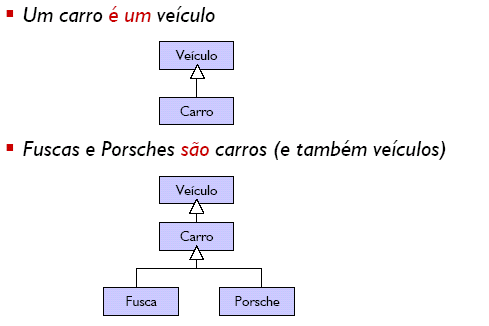 Um carro é um veículo
Veículo
Carro
Fuscas e Porsches são carros (e também veículos)
Veículo
Carro
Fusca Porsche